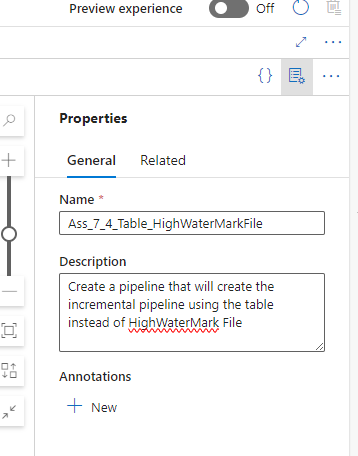 Preview experience Off
{}
Properties
General Related
Name *
Ass_7_4_Table_HighWaterMarkFile
Description
Create a pipeline that will create the
incremental pipeline using the table
instead of HighWaterMark File
Annotations
New